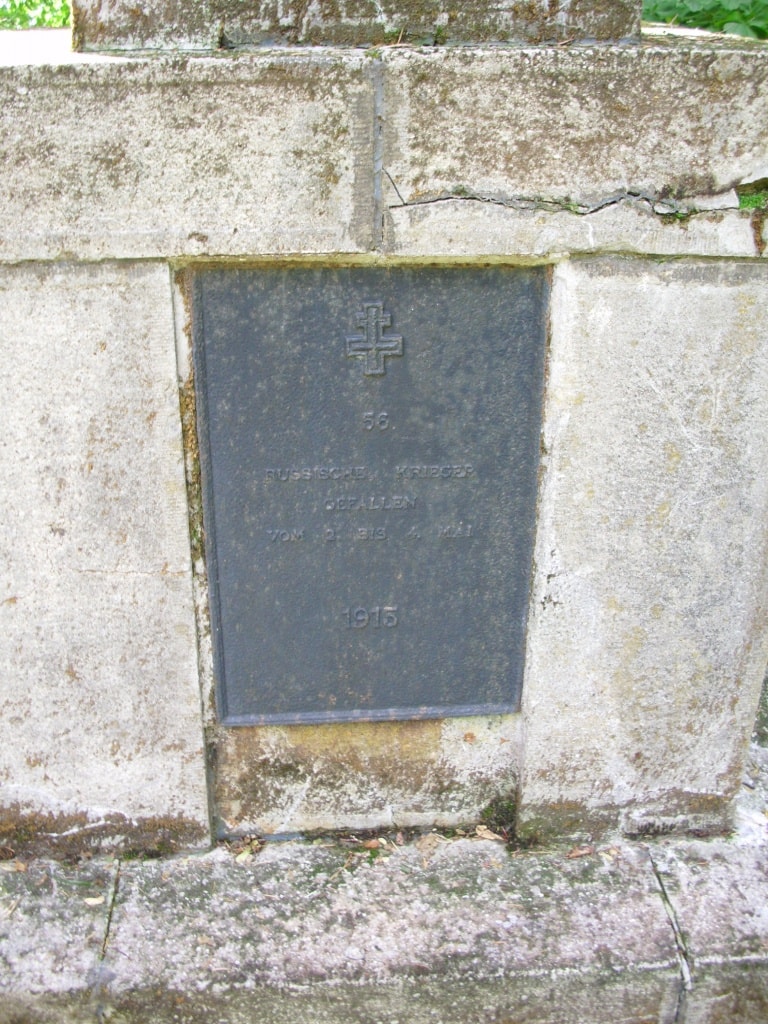 56.
RUSSISCHE KRIEGER
GEFALLEN
VOM 2. BIS 4. MAI
1915